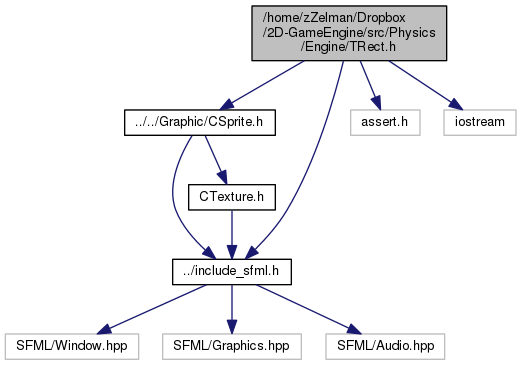 /home/zZelman/Dropbox
/2D-GameEngine/src/Physics
/Engine/TRect.h
../../Graphic/CSprite.h
assert.h
iostream
CTexture.h
../include_sfml.h
SFML/Window.hpp
SFML/Graphics.hpp
SFML/Audio.hpp